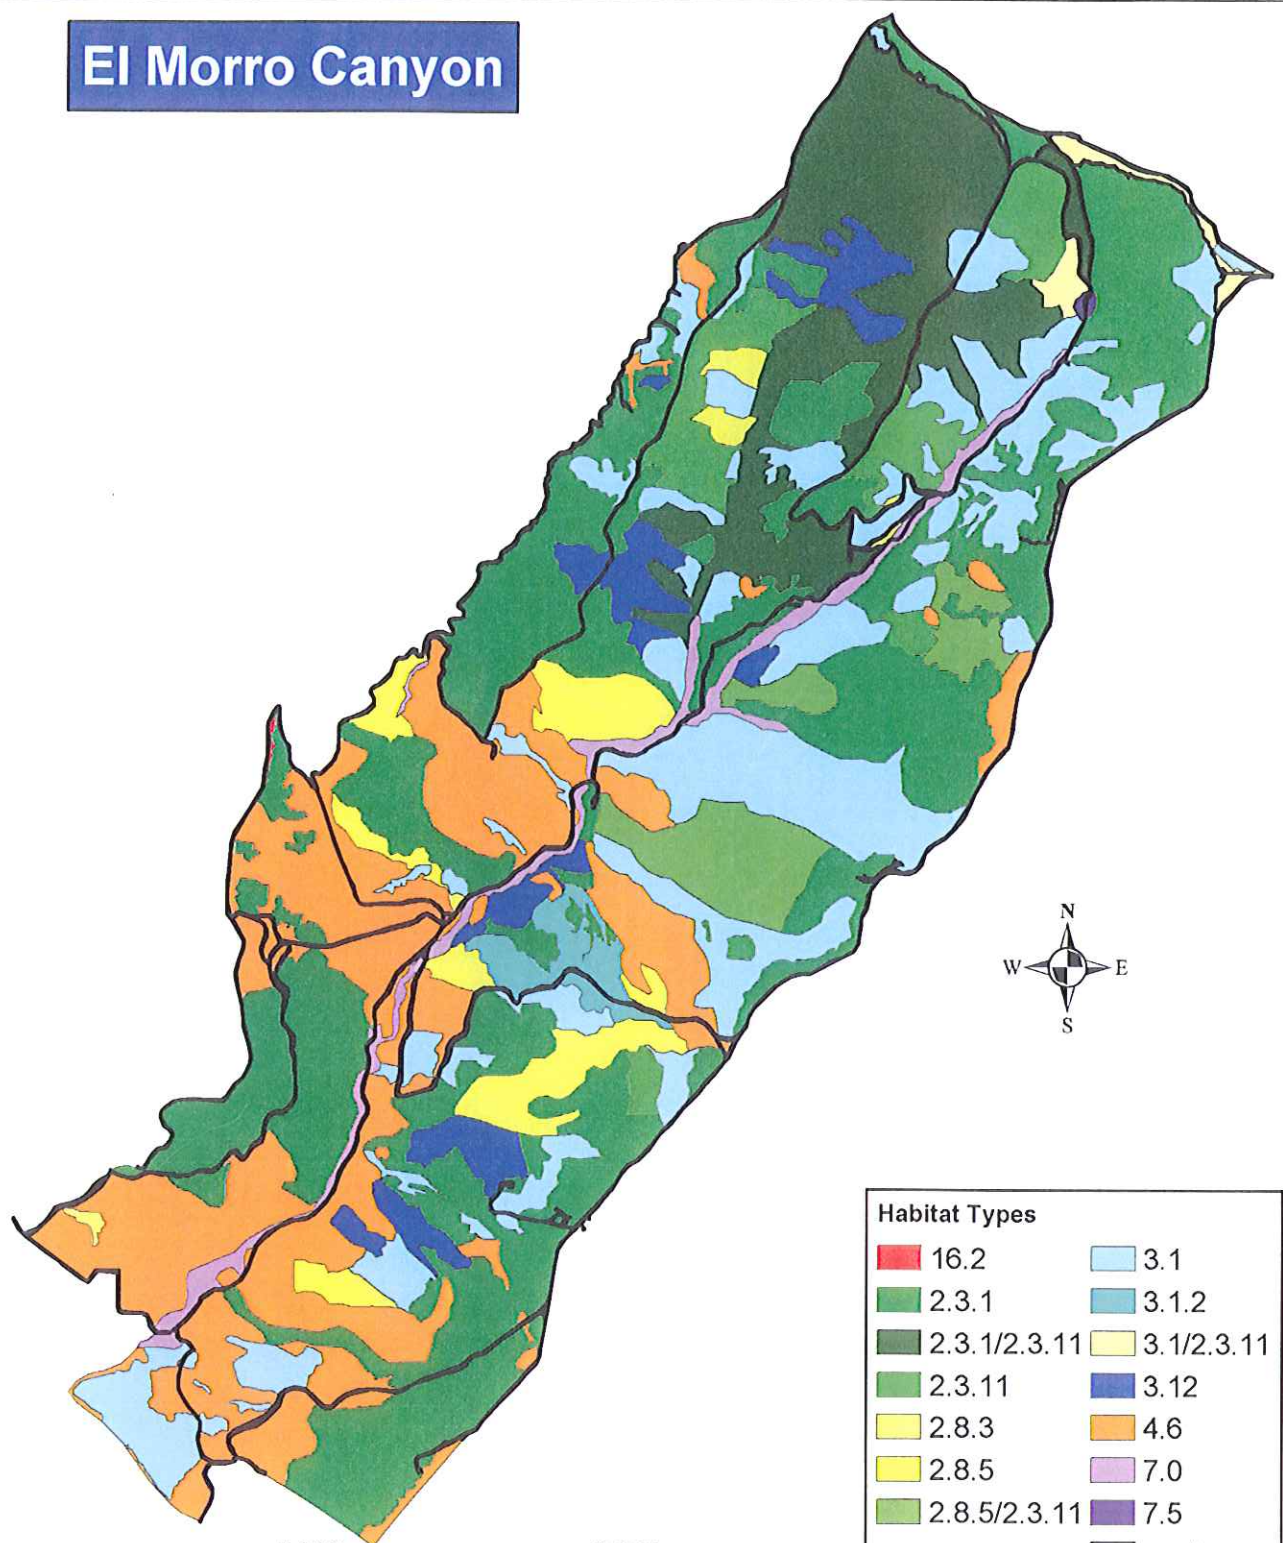 El Morro Canyon
N
W E
S
Habitat Types
16.2 3.1
2.3.1 3.1.2
2.3.1/2.3.11 3.1/2.3.11
2.3.11 3.12
2.8.3 4.6
2.8.5 7.0
2.8.5/2.3.11 7.5